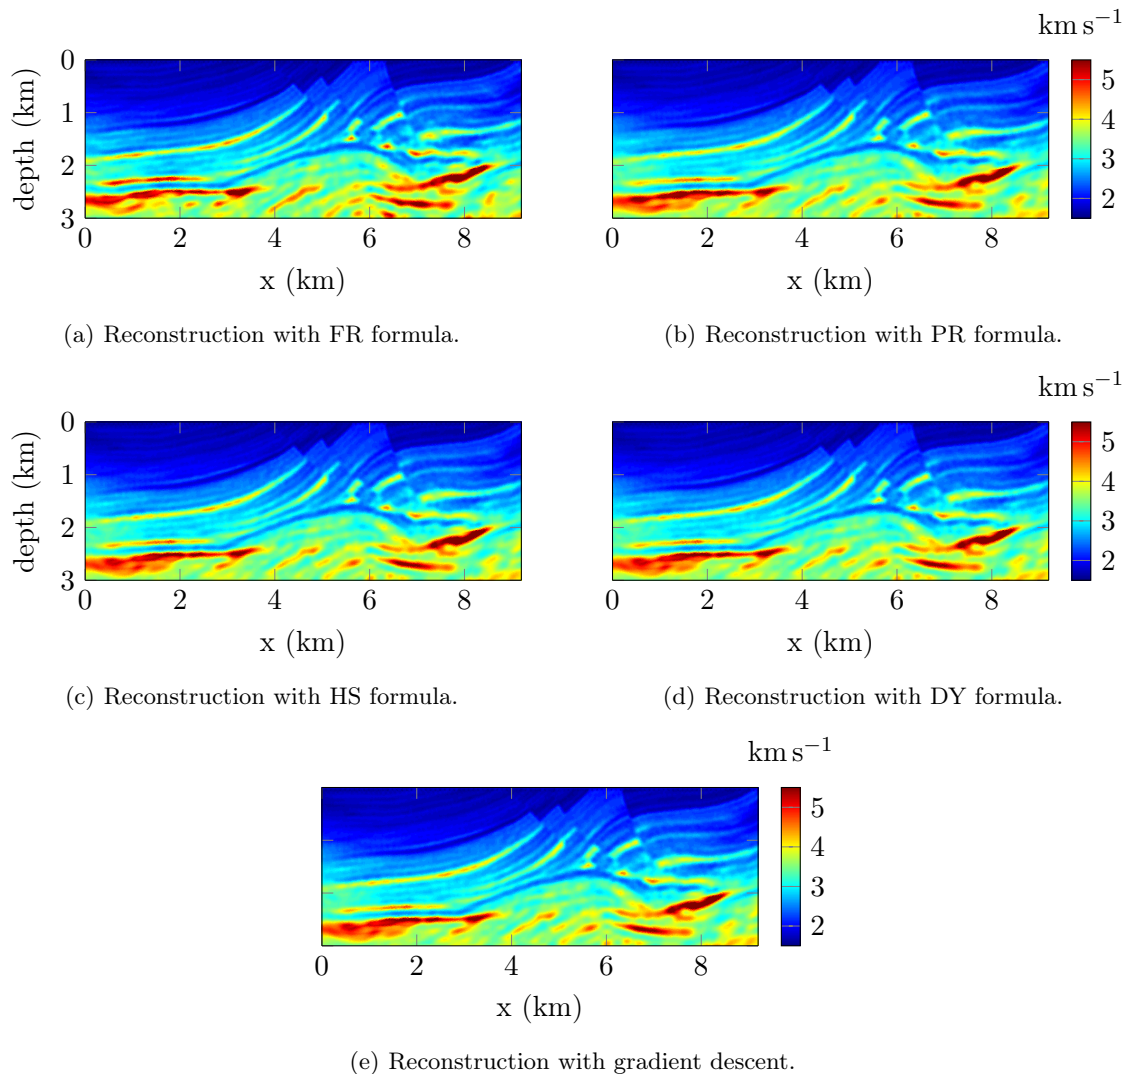 km s−1
0
1
2
3
depth (km)
0 2 4 6 8
x (km)
0 2 4 6 8
x (km)
5
4
3
2
(a) Reconstruction with FR formula.
(b) Reconstruction with PR formula.
km s−1
0
1
2
3
depth (km)
0 2 4 6 8
x (km)
0 2 4 6 8
x (km)
5
4
3
2
(c) Reconstruction with HS formula.
(d) Reconstruction with DY formula.
km s−1
0 2 4 6 8
x (km)
5
4
3
2
(e) Reconstruction with gradient descent.